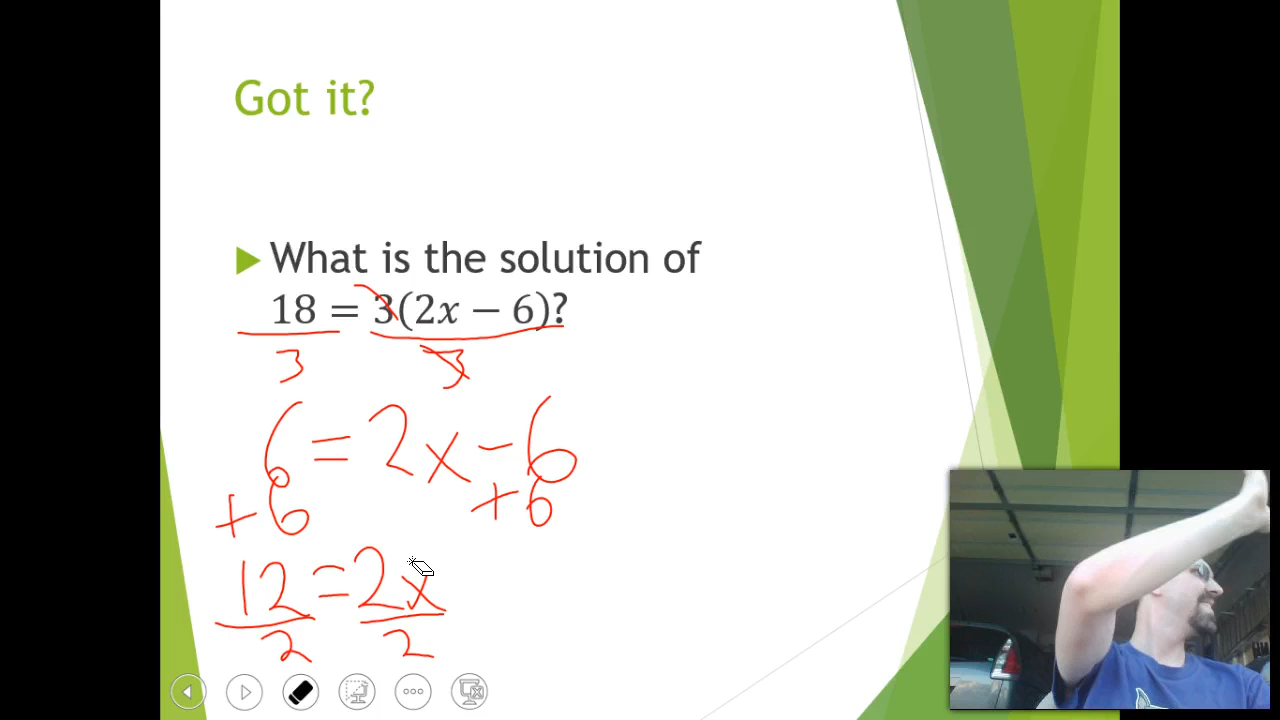 Got it?
What is the solution of
18 = 3(2x − 6)?
3 3
6 = 2x - 6
+6 +6
12 = 2x
2 2